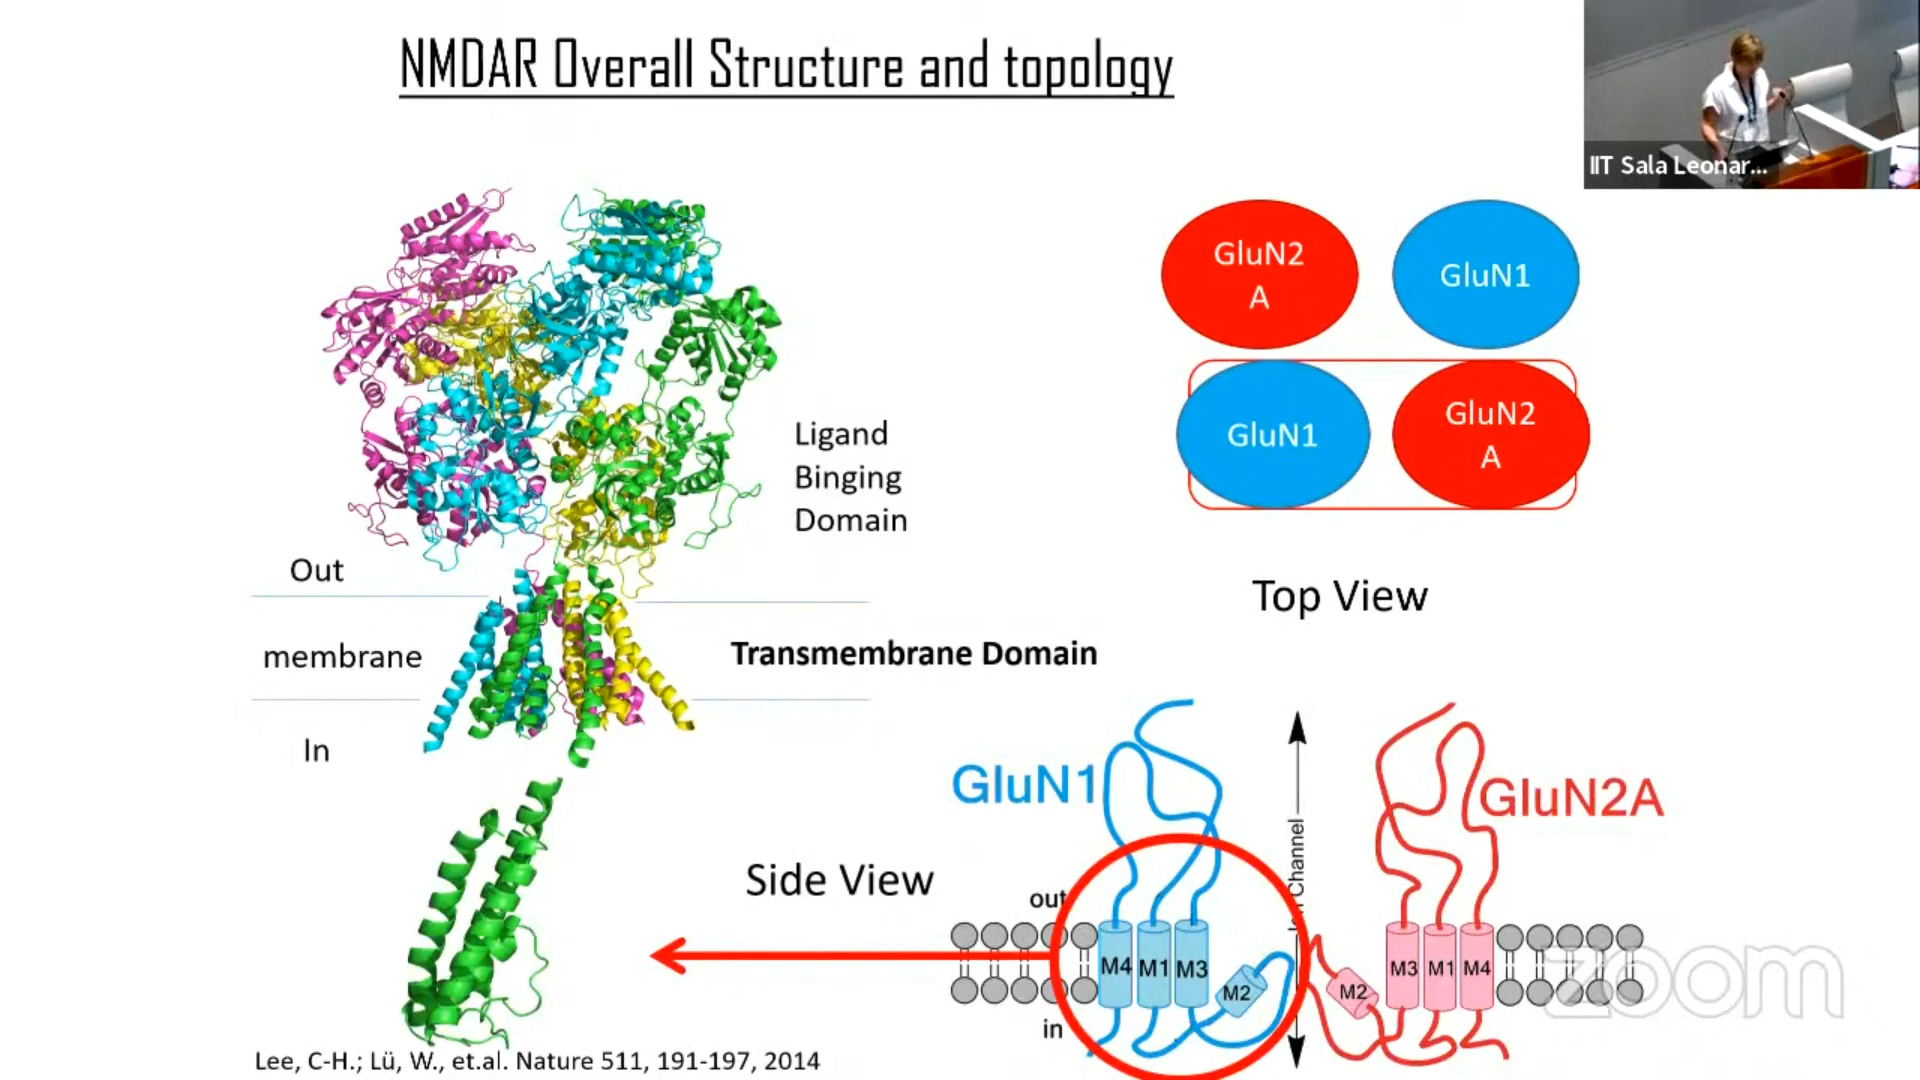 NMDAR Overall Structure and topology
IIT Sala Leonar...
GluN2
A
GluN1
GluN1
GluN2
A
Top View
Ligand
Binging
Domain
Out
membrane
In
Transmembrane Domain
GluN1
GluN2A
Side View
out
in
Channel
M4 M1 M3
M2
M2
M3 M1 M4
zoom
Lee, C-H.; Lü, W., et.al. Nature 511, 191-197, 2014